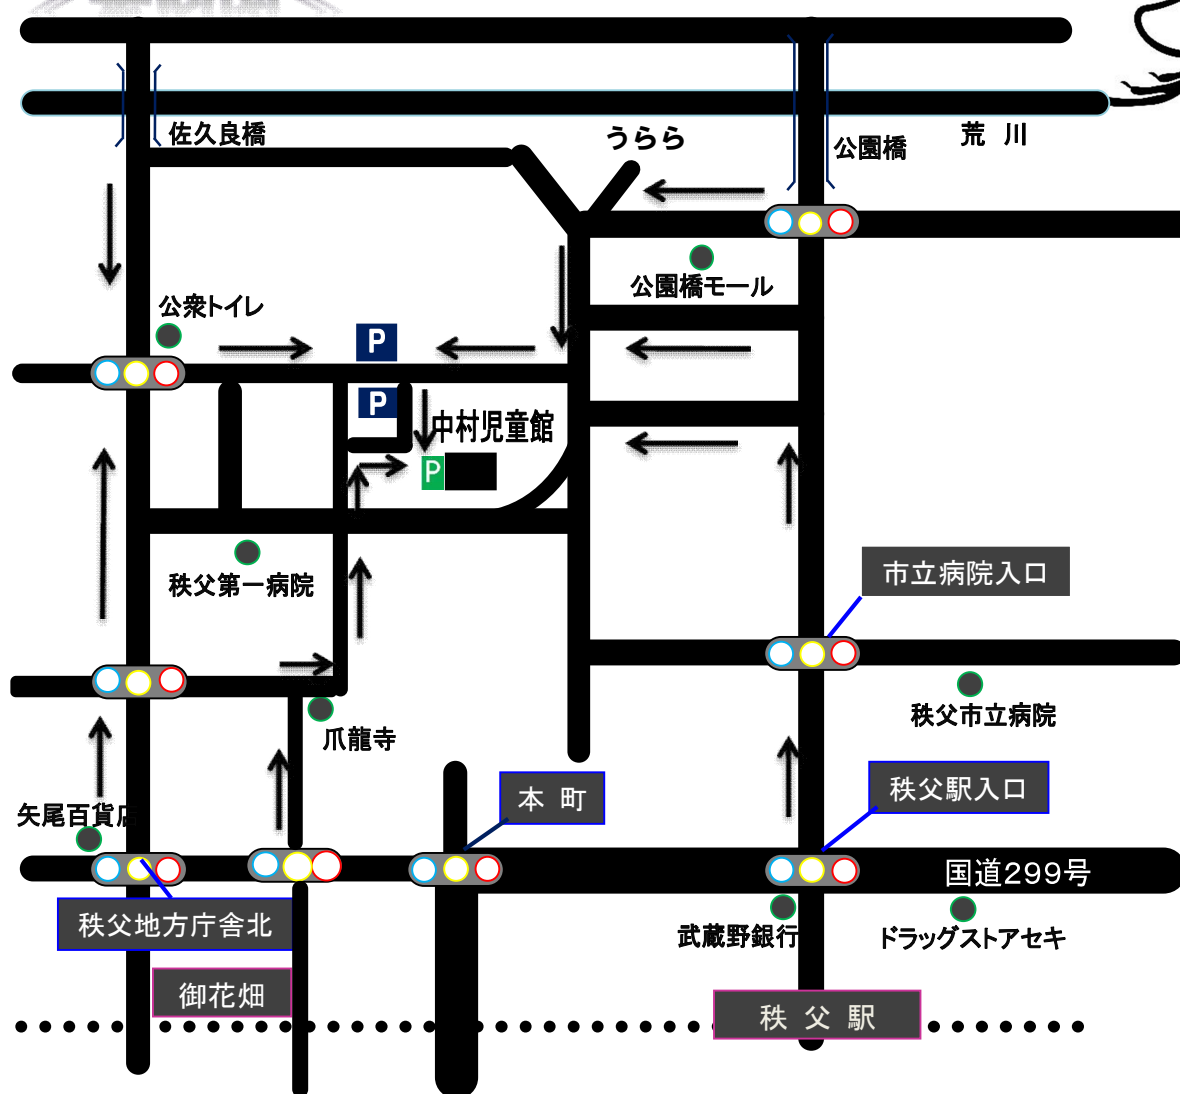 佐久良橋
うらら
公園橋
荒 川
公園橋モール
公衆トイレ
P
P
中村児童館
P
秩父第一病院
市立病院入口
秩父市立病院
爪龍寺
本 町
秩父駅入口
矢尾百貨店
国道299号
秩父地方庁舎北
武蔵野銀行
ドラッグストアセキ
御花畑
秩 父 駅